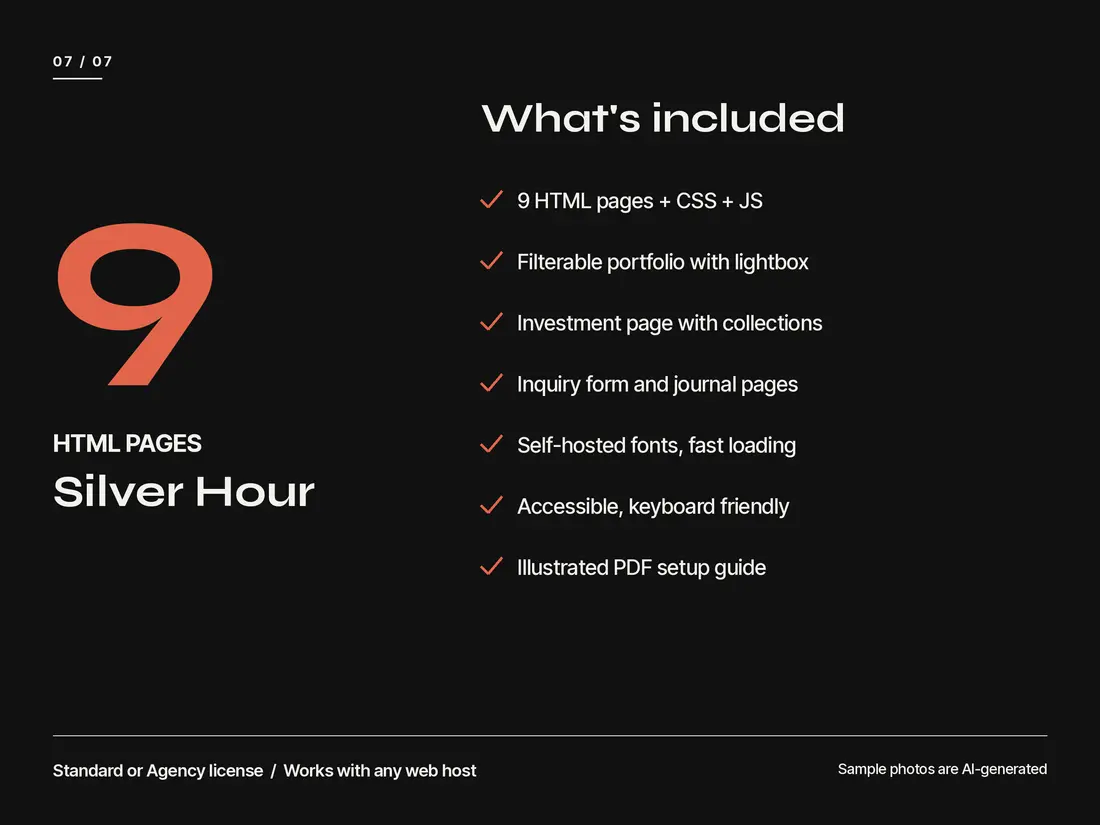 07 / 07
What's included
9
HTML PAGES
Silver Hour
9 HTML pages + CSS + JS
Filterable portfolio with lightbox
Investment page with collections
Inquiry form and journal pages
Self-hosted fonts, fast loading
Accessible, keyboard friendly
Illustrated PDF setup guide
Standard or Agency license / Works with any web host
Sample photos are AI-generated